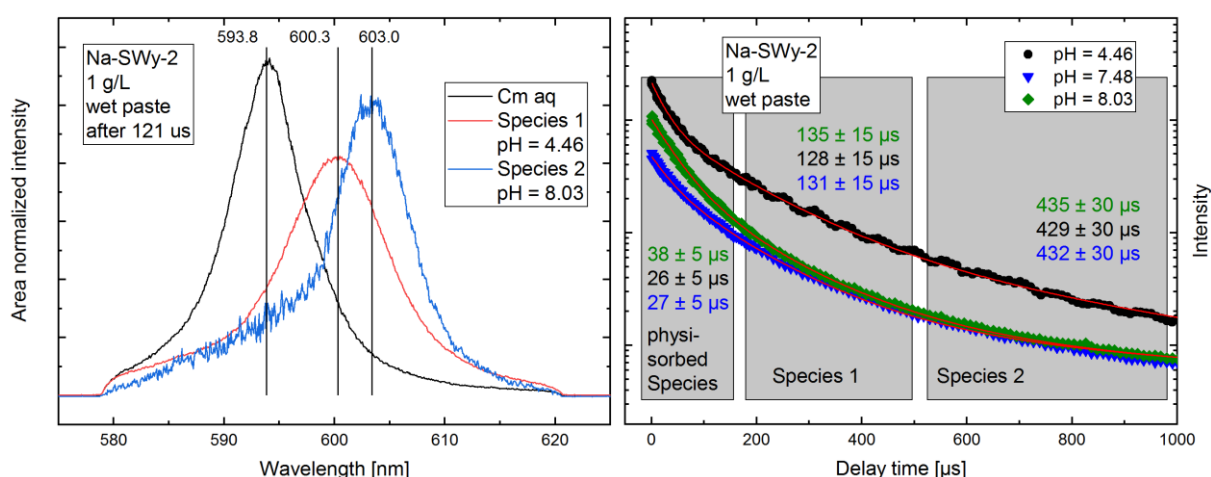 593.8 600.3 603.0
Na-SWy-2
1 g/L
wet paste
after 121 us
Cm aq
Species 1
pH = 4.46
Species 2
pH = 8.03
Area normalized intensity
580 590 600 610 620
Wavelength [nm]
Na-SWy-2
1 g/L
wet paste
pH = 4.46
pH = 7.48
pH = 8.03
135 ± 15 µs
128 ± 15 µs
131 ± 15 µs
435 ± 30 µs
429 ± 30 µs
432 ± 30 µs
38 ± 5 µs
26 ± 5 µs
27 ± 5 µs
physi-
sorbed
Species
Species 1
Species 2
Intensity
0 200 400 600 800 1000
Delay time [µs]